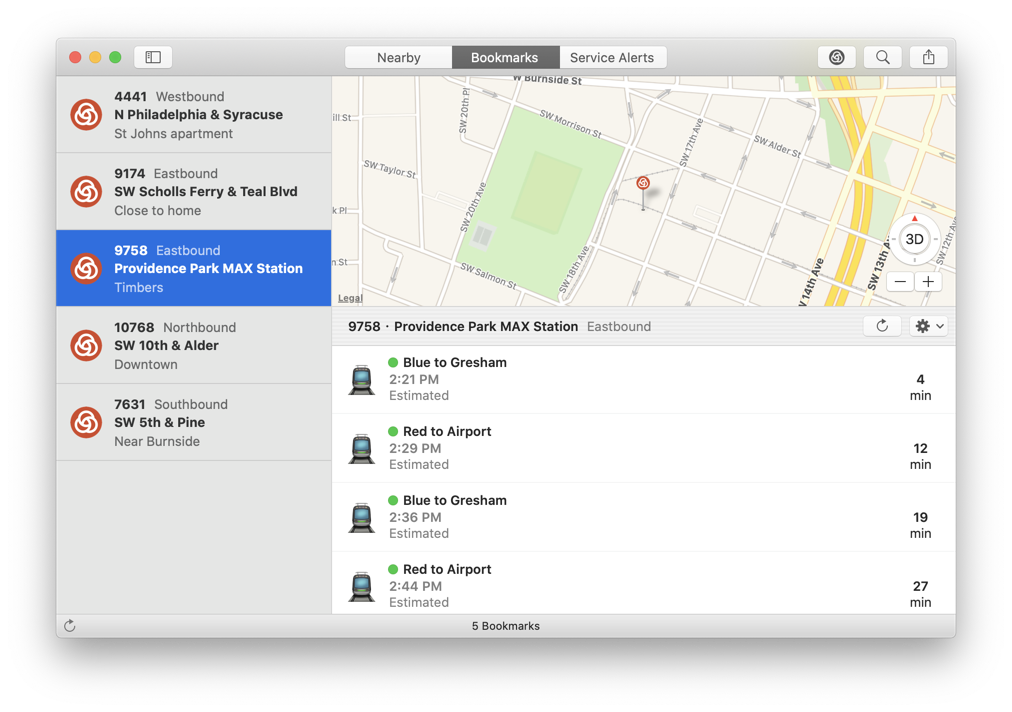 Nearby
Bookmarks
Service Alerts
4441 Westbound
N Philadelphia & Syracuse
St Johns apartment
9174 Eastbound
SW Scholls Ferry & Teal Blvd
Close to home
9758 Eastbound
Providence Park MAX Station
Timbers
10768 Northbound
SW 10th & Alder
Downtown
7631 Southbound
SW 5th & Pine
Near Burnside
W Burnside St
SW 20th Pl
ill St
SW Morrison St
SW 17th Ave
SW Alder St
SW Taylor St
SW 20th Ave
k Pl
n St
SW Salmon St
SW 18th Ave
W 14th Ave
SW 13th A
SW 12th A
3D
Legal
9758 · Providence Park MAX Station Eastbound
Blue to Gresham
2:21 PM
Estimated
4
min
Red to Airport
2:29 PM
Estimated
12
min
Blue to Gresham
2:36 PM
Estimated
19
min
Red to Airport
2:44 PM
Estimated
27
min
5 Bookmarks